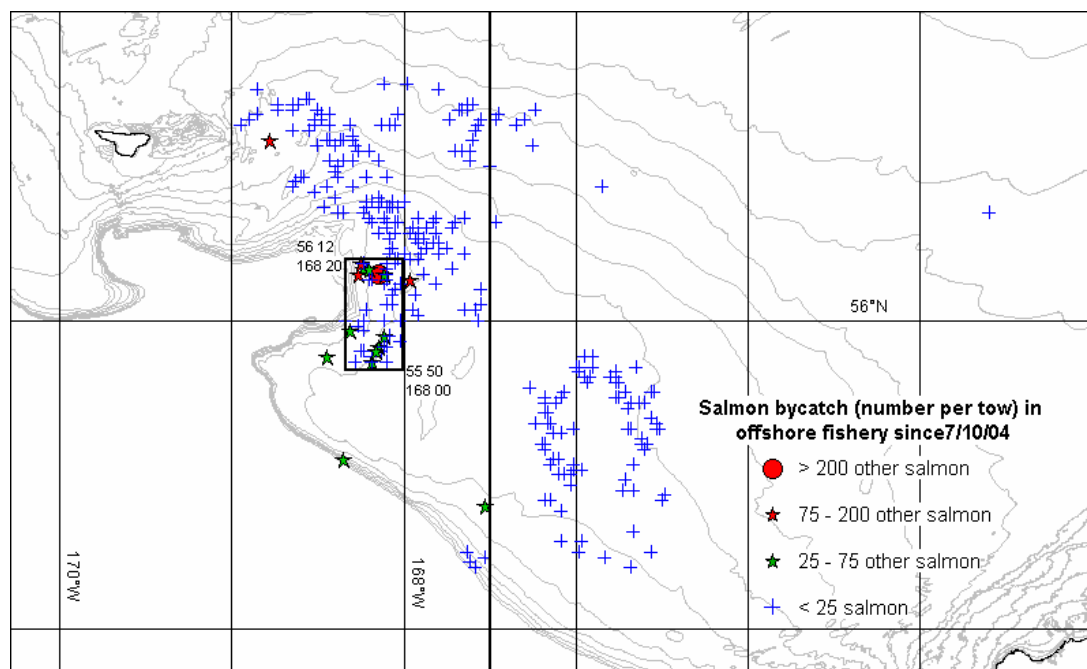 56 12
168 20
56°N
55 50
168 00
Salmon bycatch (number per tow) in
offshore fishery since7/10/04
> 200 other salmon
75 - 200 other salmon
25 - 75 other salmon
< 25 salmon
170°W
168°W